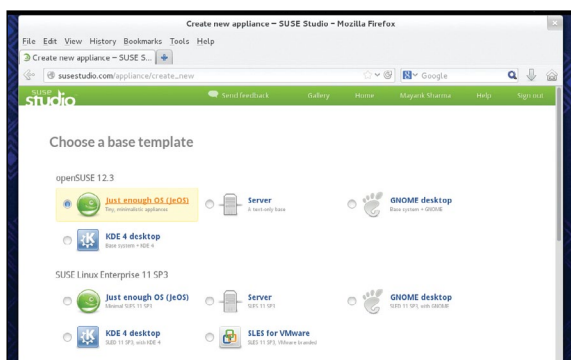 Create new appliance – SUSE Studio – Mozilla Firefox
File Edit View History Bookmarks Tools Help
Create new appliance – SUSE S...
susestudio.com/appliance/create_new
Google
SUSE studio
Send feedback Gallery Home Mayank Sharma Help Sign out
Choose a base template
openSUSE 12.3
Just enough OS (JeOS) Server GNOME desktop
Tiny, minimalistic appliances A text-only base Base system + GNOME
KDE 4 desktop
Base system + KDE 4
SUSE Linux Enterprise 11 SP3
Just enough OS (JeOS) Server GNOME desktop
Minimal SLES 11 SP3 SLES 11 SP3 SLED 11 SP3, with GNOME
KDE 4 desktop SLES for VMware
SLED 11 SP3, with KDE 4 SLES 11 SP3, VMware branded